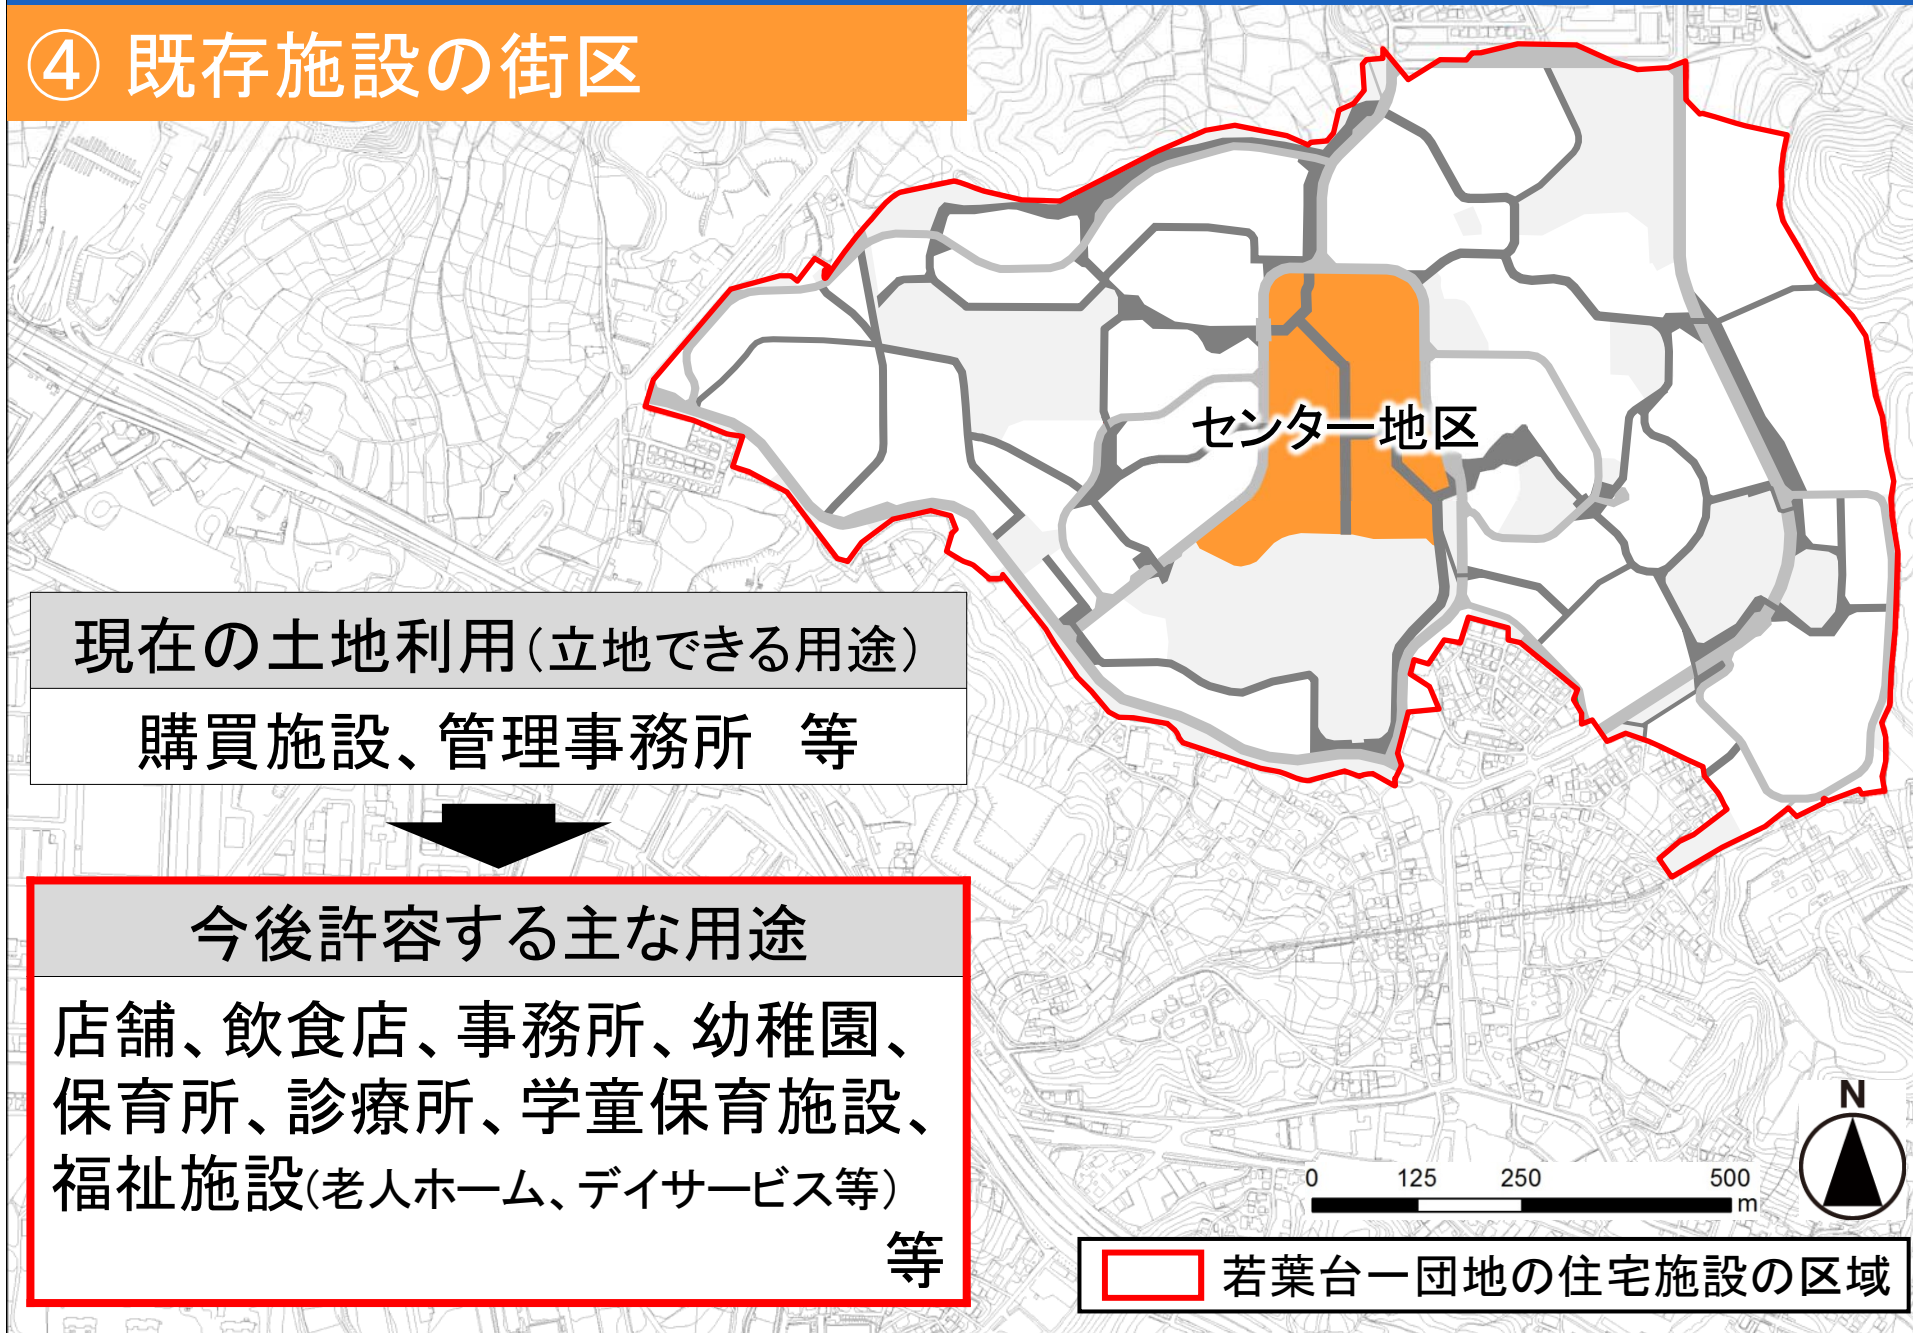 ④ 既存施設の街区
センター地区
現在の土地利用(立地できる用途)
購買施設、管理事務所　等
今後許容する主な用途
店舗、飲食店、事務所、幼稚園、
保育所、診療所、学童保育施設、
福祉施設(老人ホーム、デイサービス等)
等
N
0 125 250 500
m
若葉台一団地の住宅施設の区域